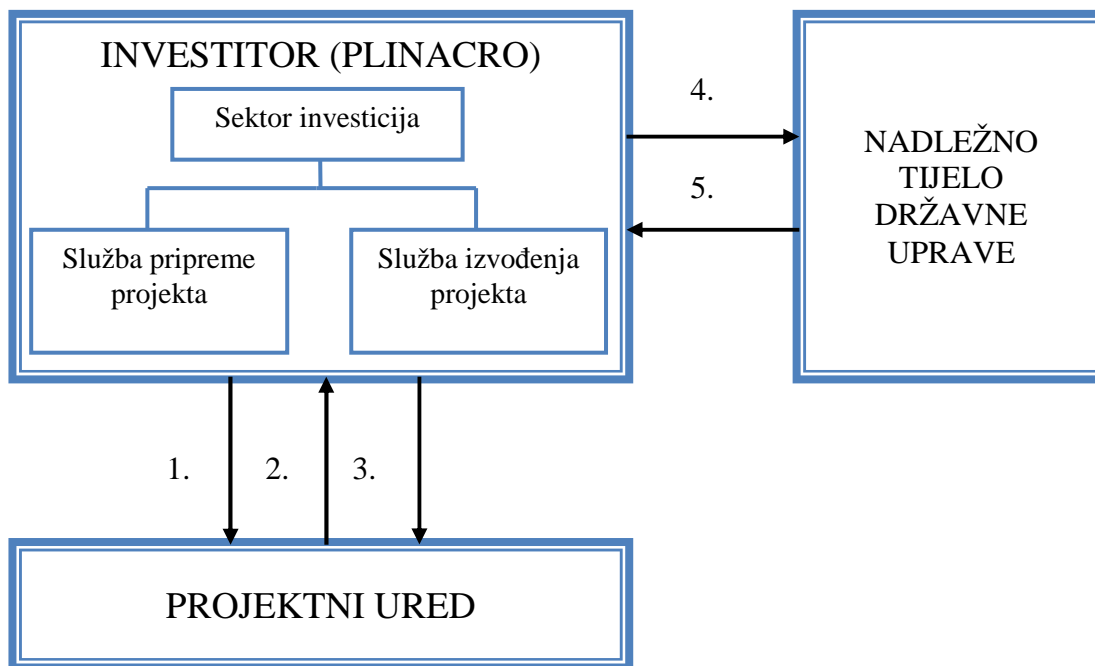 INVESTITOR (PLINACRO)
Sektor investicija
Služba pripreme
projekta
Služba izvođenja
projekta
4.
5.
NADLEŽNO
TIJELO
DRŽAVNE
UPRAVE
1.
2.
3.
PROJEKTNI URED